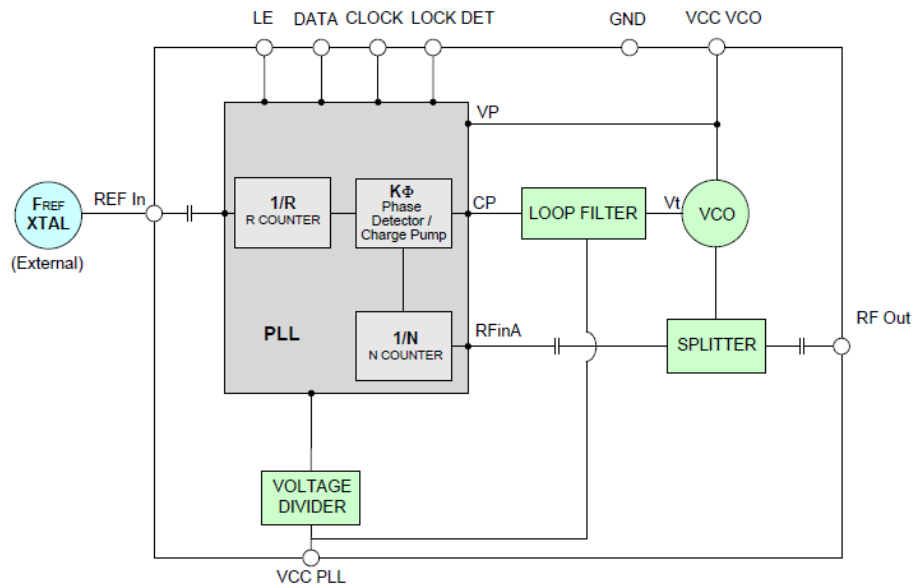 LE
DATA
CLOCK
LOCK DET
GND
VCC VCO
VP
FREF
XTAL
(External)
REF In
1/R
R COUNTER
KΦ
Phase
Detector /
Charge Pump
CP
LOOP FILTER
Vt
VCO
PLL
1/N
N COUNTER
RFinA
SPLITTER
RF Out
VOLTAGE
DIVIDER
VCC PLL